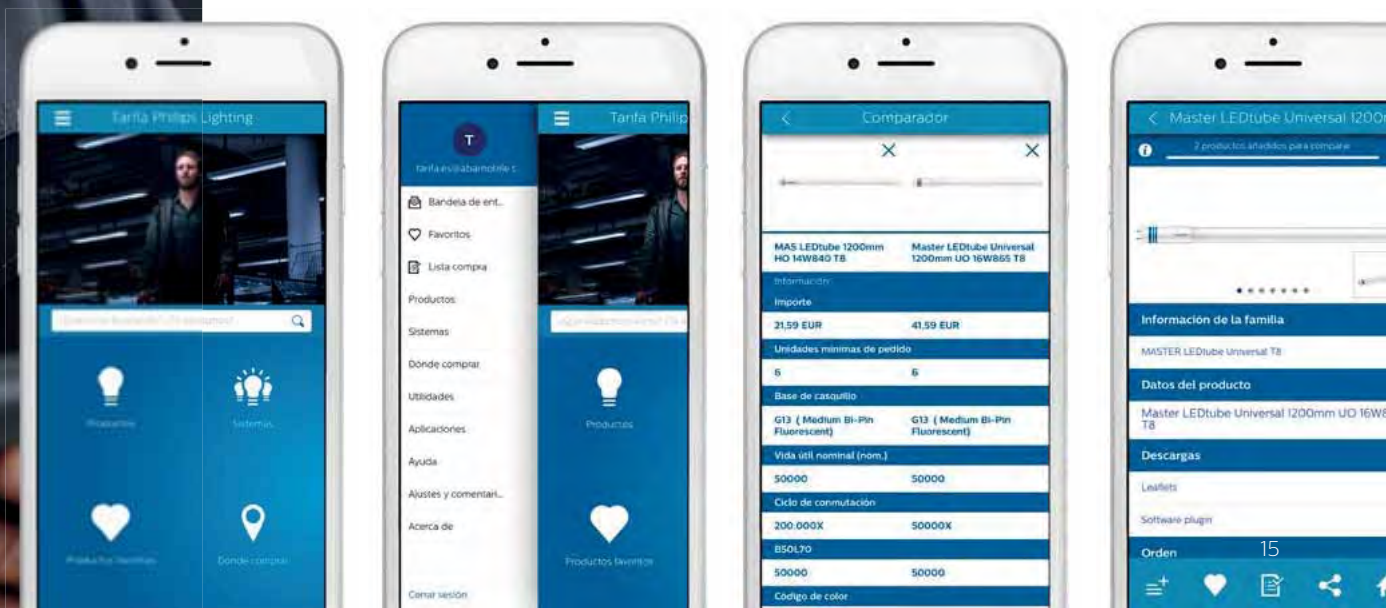 Tarifa Philips Lighting
Productos
Sistemas
Productos favoritos
Donde comprar
T
Bandeja de ent...
Favoritos
Lista compra
Productos
Sistemas
Donde comprar
Utilidades
Aplicaciones
Ayuda
Ajustes y comentari...
Acerca de
Cerrar sesión
Tarifa Philip
Productos
Productos favoritos
Comparador
MAS LEDtube 1200mm
HO 14W840 T8
Master LEDtube Universal
1200mm UO 16W865 T8
Información
Importe
21,59 EUR 41,59 EUR
Unidades mínimas de pedido
6 6
Base de casquillo
G13 ( Medium Bi-Pin
Fluorescent)
G13 ( Medium Bi-Pin
Fluorescent)
Vida útil nominal (nom.)
50000 50000
Ciclo de conmutación
200.000X 50000X
B50L70
50000 50000
Código de color
Master LEDtube Universal 1200m
2 productos añadidos para comparar
Información de la familia
MASTER LEDtube Universal T8
Datos del producto
Master LEDtube Universal 1200mm UO 16W8
T8
Descargas
Leaflets
Software plugin
Orden
15